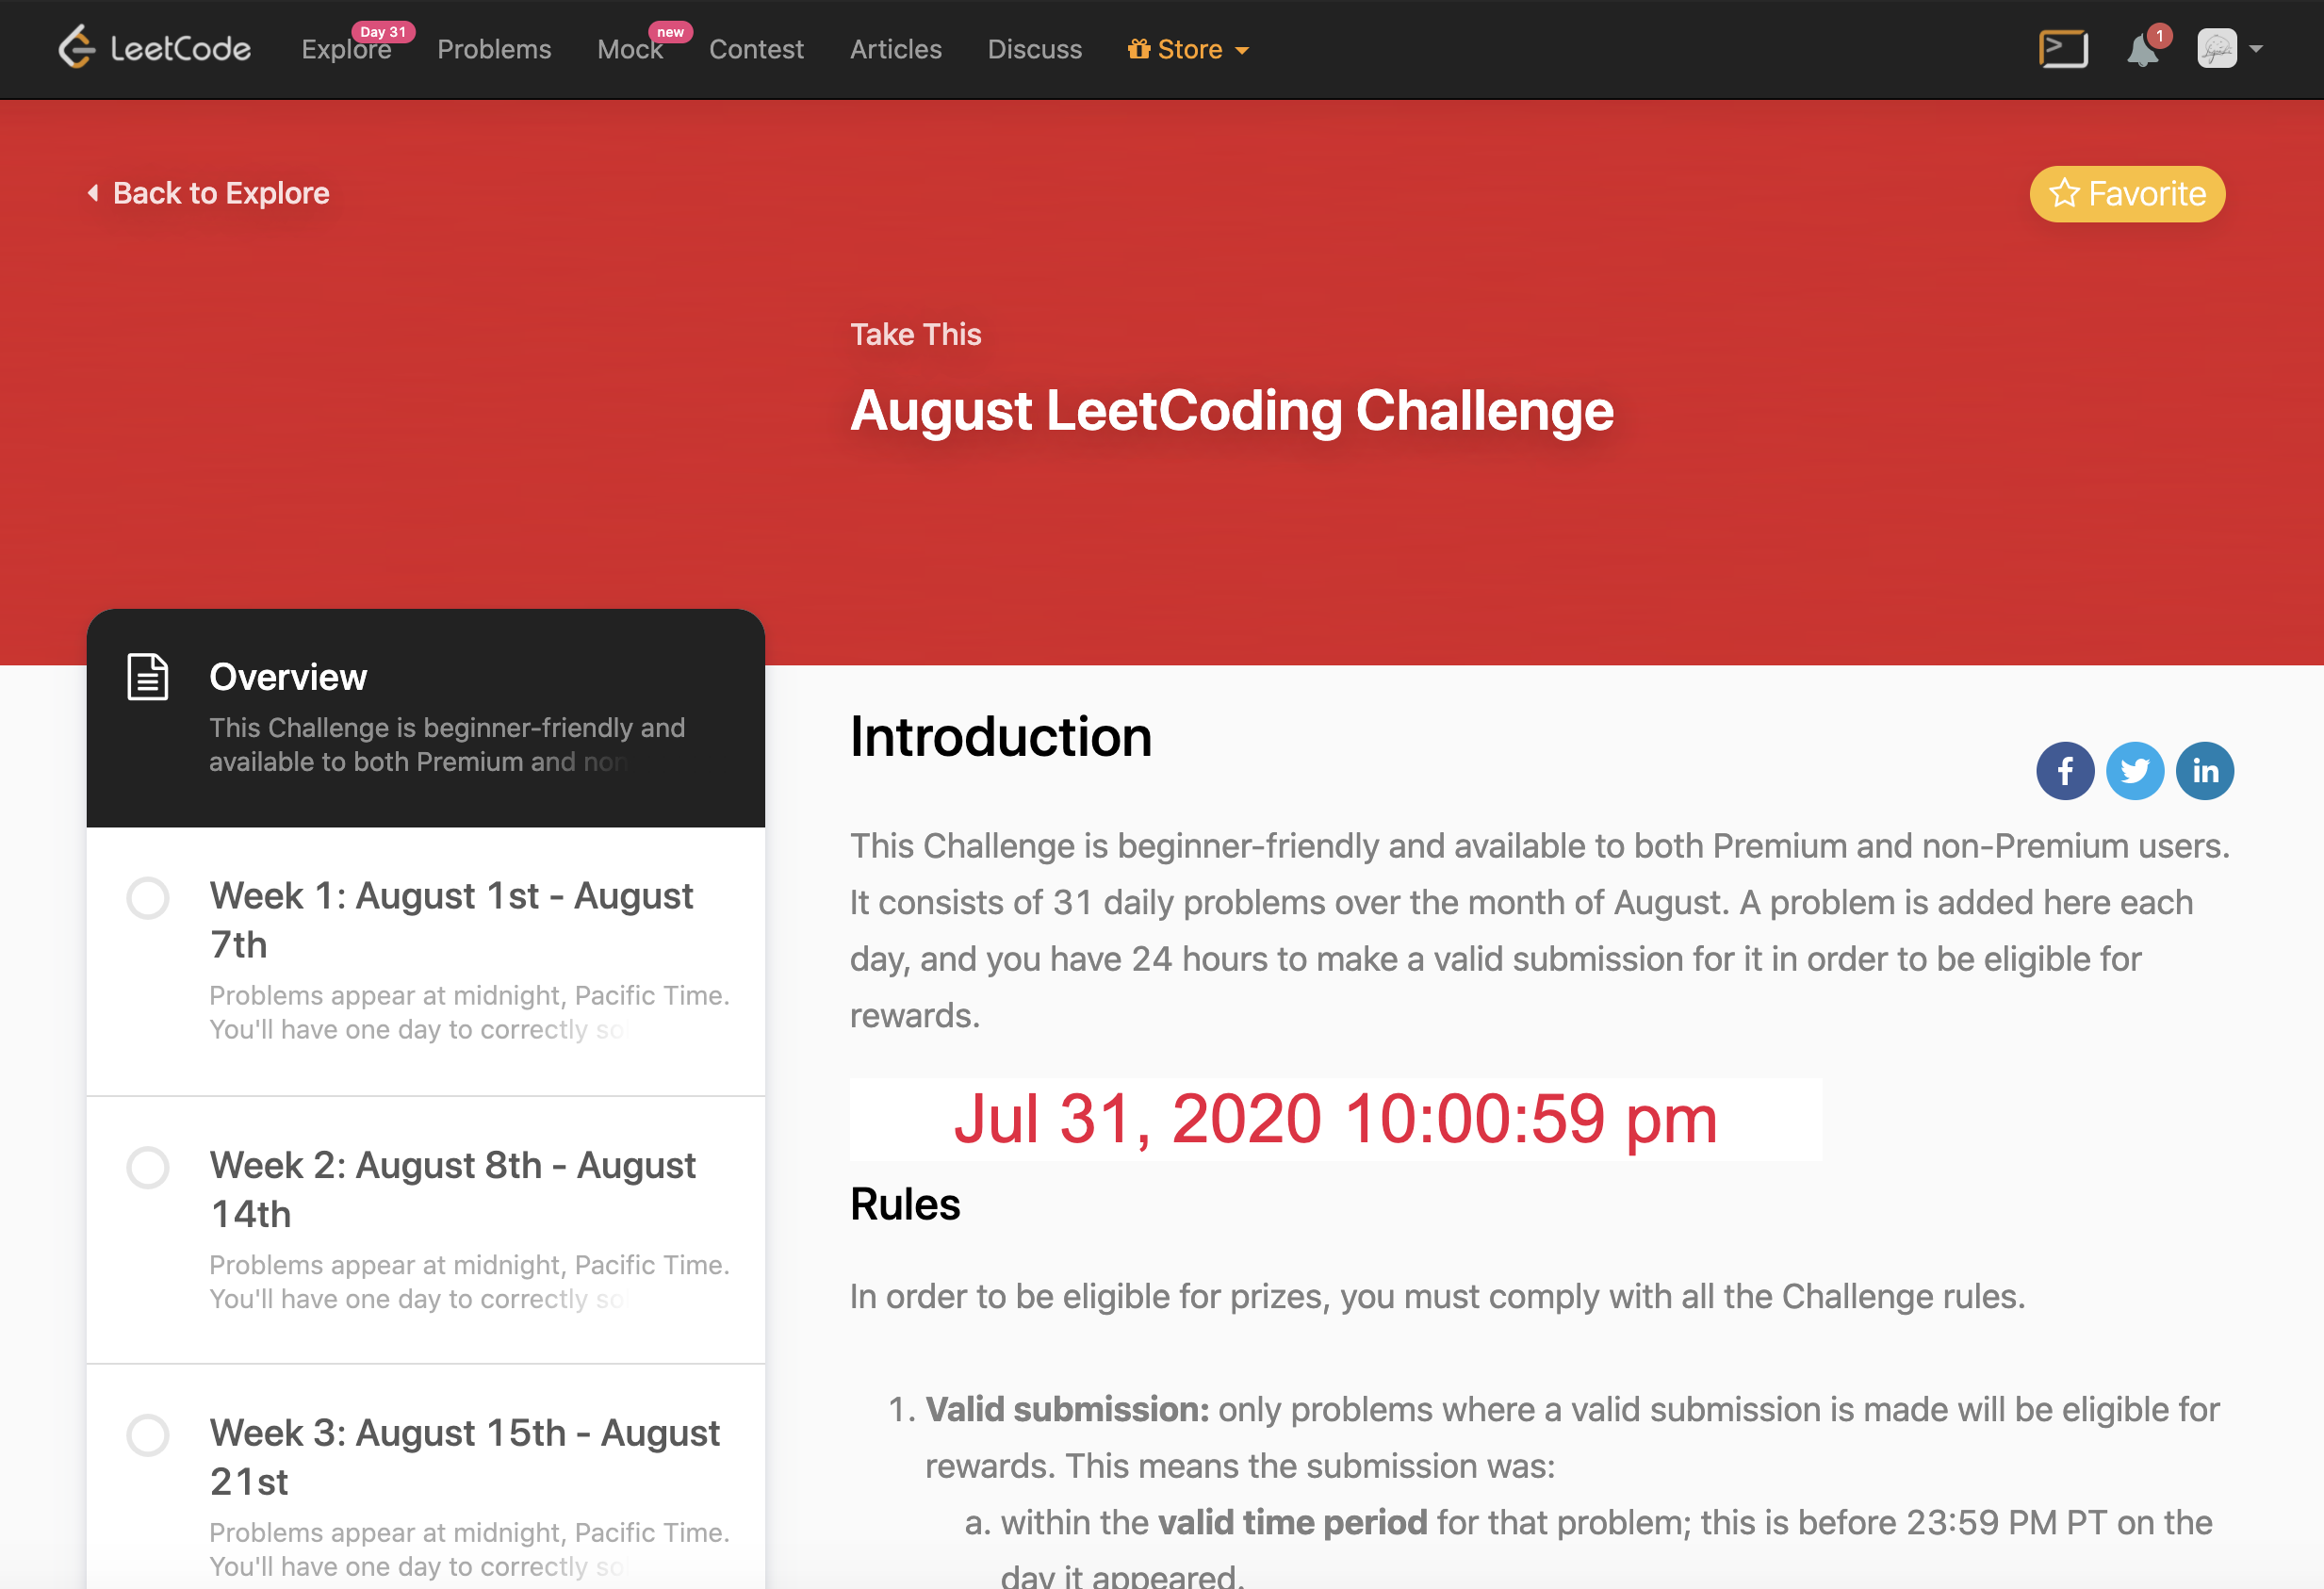 LeetCode Explore Day 31 Problems Mock new Contest Articles Discuss Store 1
Back to Explore
Favorite
Take This
August LeetCoding Challenge
Overview
This Challenge is beginner-friendly and
available to both Premium and non
Week 1: August 1st - August
7th
Problems appear at midnight, Pacific Time.
You'll have one day to correctly so
Week 2: August 8th - August
14th
Problems appear at midnight, Pacific Time.
You'll have one day to correctly so
Week 3: August 15th - August
21st
Problems appear at midnight, Pacific Time.
You'll have one day to correctly so
Introduction
f in
This Challenge is beginner-friendly and available to both Premium and non-Premium users.
It consists of 31 daily problems over the month of August. A problem is added here each
day, and you have 24 hours to make a valid submission for it in order to be eligible for
rewards.
Jul 31, 2020 10:00:59 pm
Rules
In order to be eligible for prizes, you must comply with all the Challenge rules.
1. Valid submission: only problems where a valid submission is made will be eligible for
rewards. This means the submission was:
a. within the valid time period for that problem; this is before 23:59 PM PT on the
day it appeared.